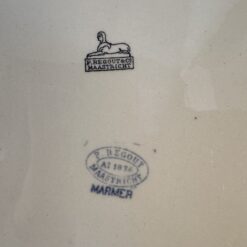 P. REGOUT & Co.
MAASTRICHT
P. REGOUT
MAASTRICHT
MARMER